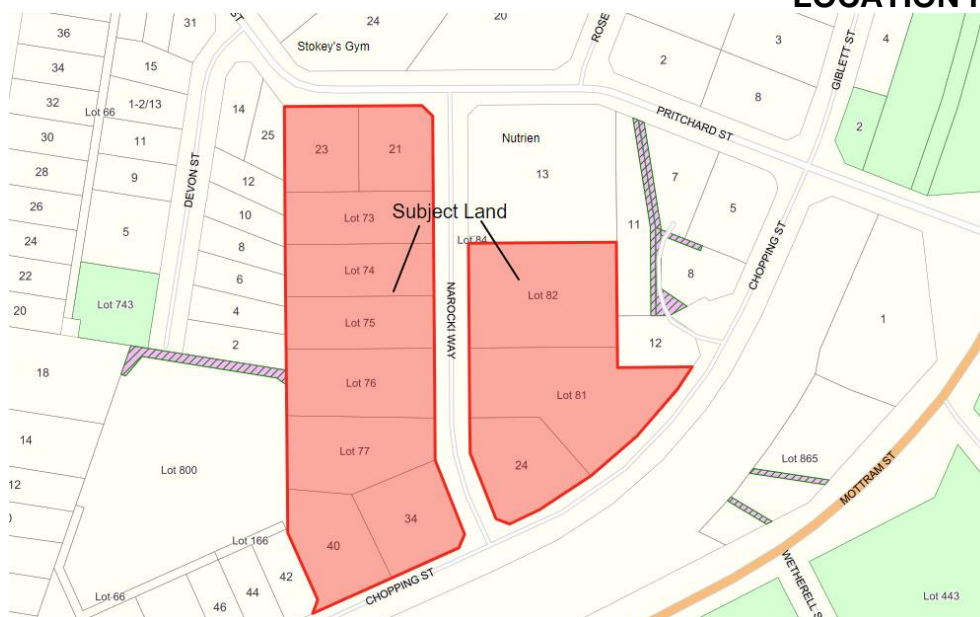 LOCATION
36
31
24
20
Stokey's Gym
ST
ROSE
GIBLETT ST
4
3
2
8
34
15
32
Lot 66
1-2/13
14
25
30
11
28
9
12
26
10
24
5
8
22
6
20
Lot 743
4
2
DEVON ST
23
21
Lot 73
Subject Land
Lot 74
Lot 75
Lot 76
Lot 77
34
40
NAROCKI WAY
Nutrien
13
Lot 84
Lot 82
Lot 81
24
PRITCHARD ST
2
7
5
11
8
12
CHOPPING ST
1
Lot 865
MOTTRAM ST
WETHERELL S
Lot 443
18
14
12
Lot 800
Lot 166
Lot 66
42
44
46
CHOPPING ST